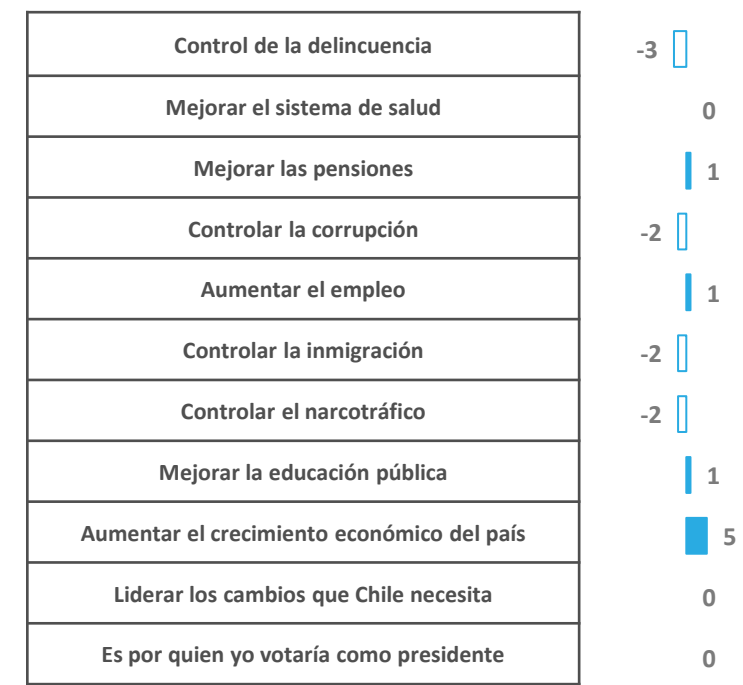 Control de la delincuencia -3
Mejorar el sistema de salud 0
Mejorar las pensiones 1
Controlar la corrupción -2
Aumentar el empleo 1
Controlar la inmigración -2
Controlar el narcotráfico -2
Mejorar la educación pública 1
Aumentar el crecimiento económico del país 5
Liderar los cambios que Chile necesita 0
Es por quien yo votaría como presidente 0